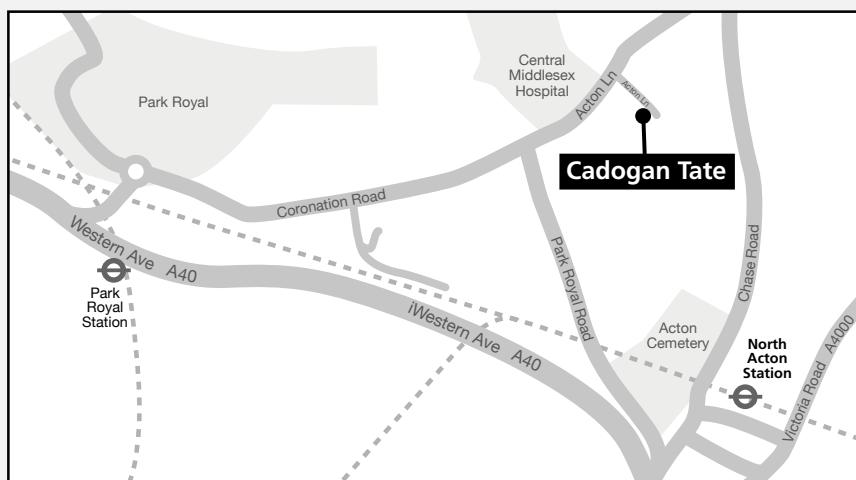 Central
Middlesex
Hospital
Park Royal
Acton Ln
Acton Ln
Cadogan Tate
Coronation Road
Western Ave A40
Park
Royal
Station
Park Royal Road
Chase Road
iWestern Ave A40
Acton
Cemetery
North
Acton
Station
Victoria Road A4000